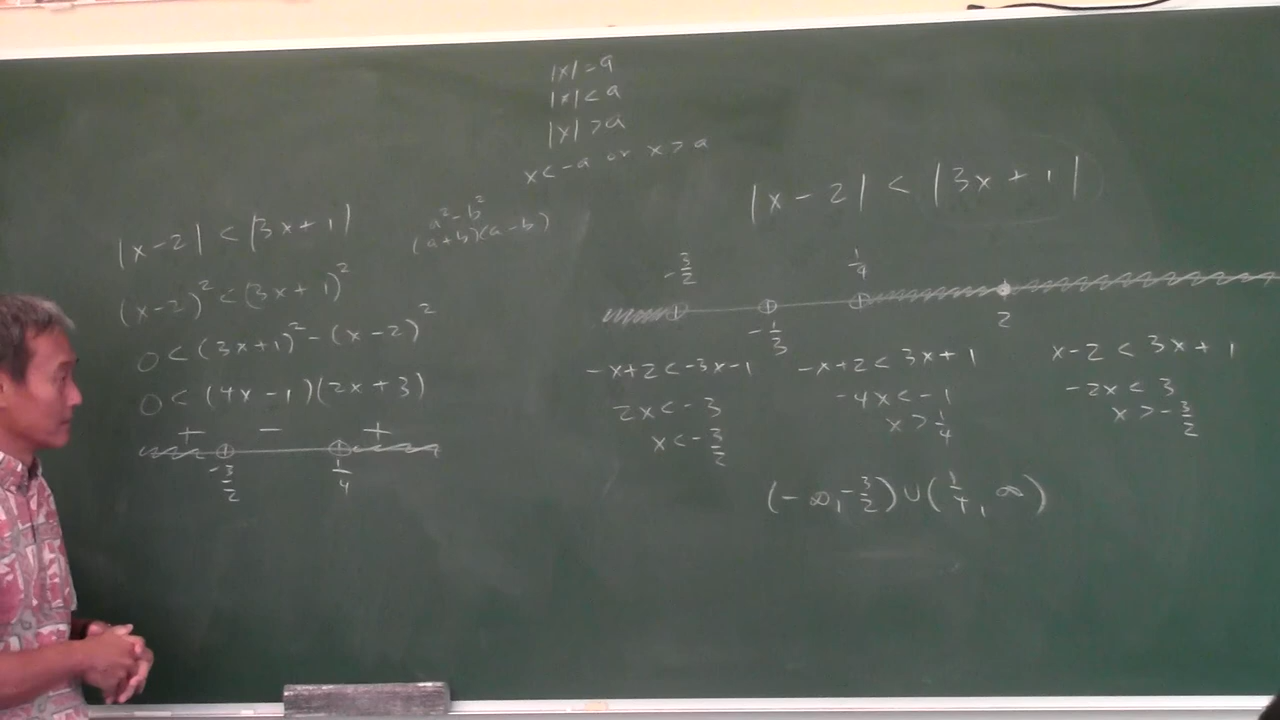 |x| = a
|x| < a
|x| > a
x < -a or x > a
|x - 2| < |3x + 1|
(x - 2)² < (3x + 1)²
0 < (3x + 1)² - (x - 2)²
0 < (4x - 1)(2x + 3)
+ - +
-3/2 1/4
a² - b²
(a+b)(a-b)
|x - 2| < |3x + 1|
-3/2 1/4
-1/3 2
-x+2 < -3x-1
2x < -3
x < -3/2
-x+2 < 3x+1
-4x < -1
x > 1/4
x-2 < 3x+1
-2x < 3
x > -3/2
(-∞, -3/2) ∪ (1/4, ∞)